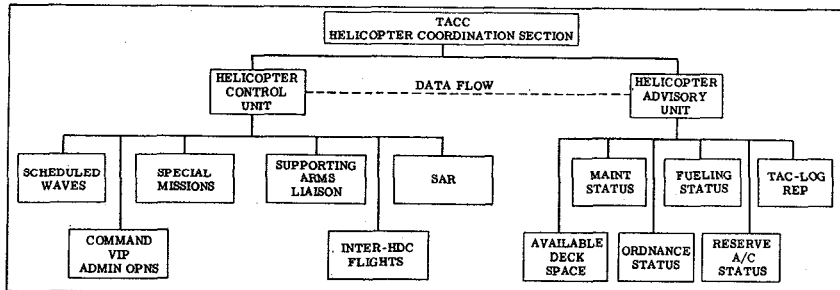 TACC
HELICOPTER COORDINATION SECTION
HELICOPTER
CONTROL
UNIT
DATA FLOW
HELICOPTER
ADVISORY
UNIT
SCHEDULED
WAVES
SPECIAL
MISSIONS
SUPPORTING
ARMS
LIAISON
SAR
MAINT
STATUS
FUELING
STATUS
TAC-LOG
REP
COMMAND
VIP
ADMIN OPNS
INTER-HDC
FLIGHTS
AVAILABLE
DECK
SPACE
ORDNANCE
STATUS
RESERVE
A/C
STATUS